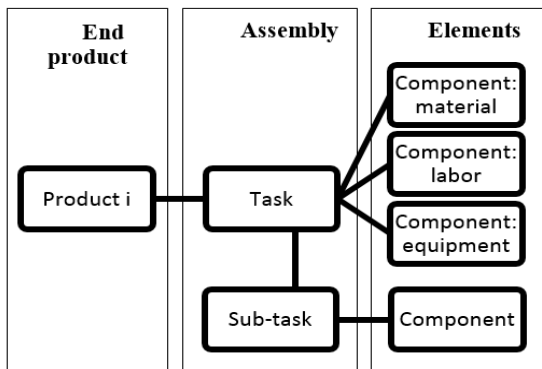 End
product
Assembly
Elements
Component:
material
Component:
labor
Component:
equipment
Product i
Task
Sub-task
Component